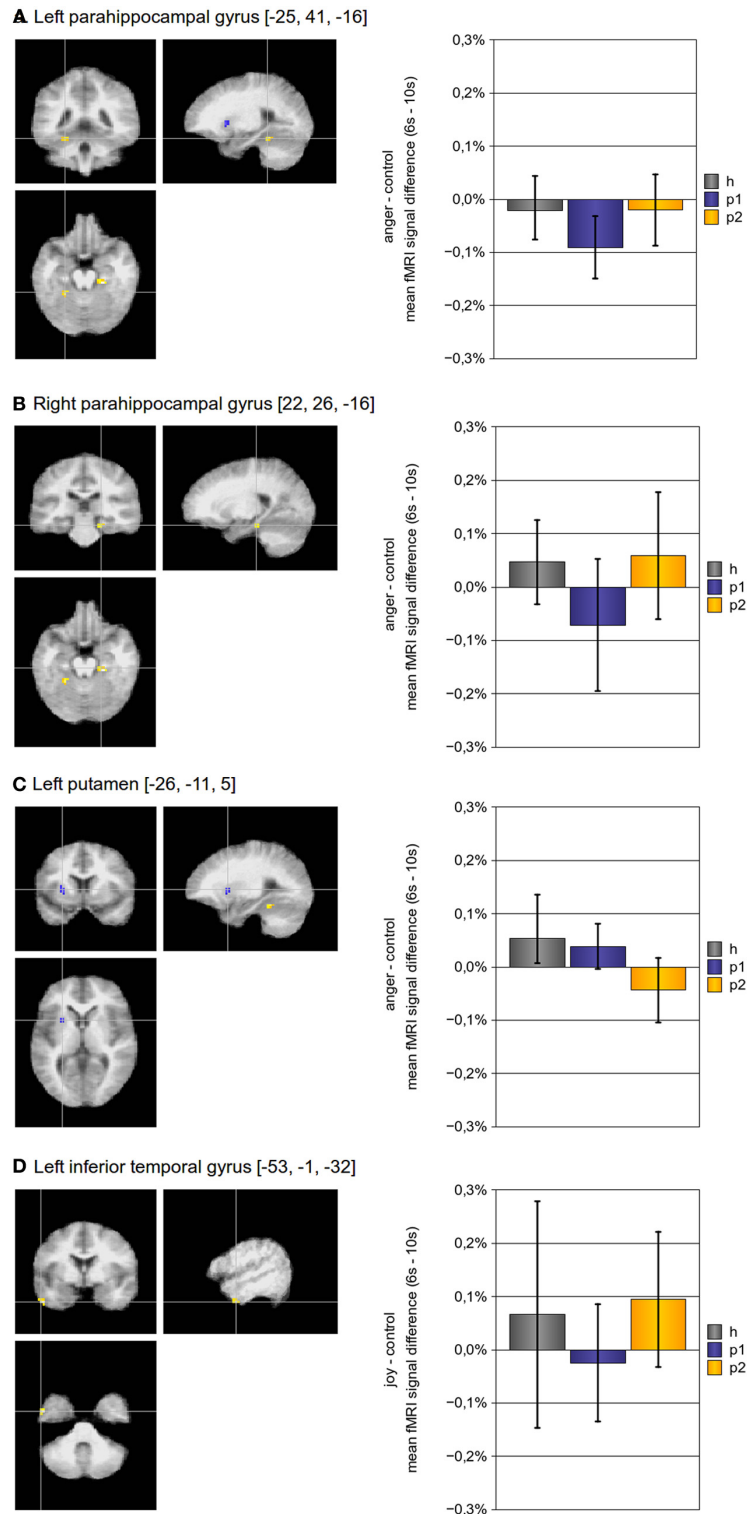 A Left parahippocampal gyrus [-25, 41, -16]
0,3%
0,2%
0,1%
0,0%
−0,1%
−0,2%
−0,3%
anger - control
mean fMRI signal difference (6s - 10s)
h
p1
p2
B Right parahippocampal gyrus [22, 26, -16]
0,3%
0,2%
0,1%
0,0%
−0,1%
−0,2%
−0,3%
anger - control
mean fMRI signal difference (6s - 10s)
h
p1
p2
C Left putamen [-26, -11, 5]
0,3%
0,2%
0,1%
0,0%
−0,1%
−0,2%
−0,3%
anger - control
mean fMRI signal difference (6s - 10s)
h
p1
p2
D Left inferior temporal gyrus [-53, -1, -32]
0,3%
0,2%
0,1%
0,0%
−0,1%
−0,2%
−0,3%
joy - control
mean fMRI signal difference (6s - 10s)
h
p1
p2